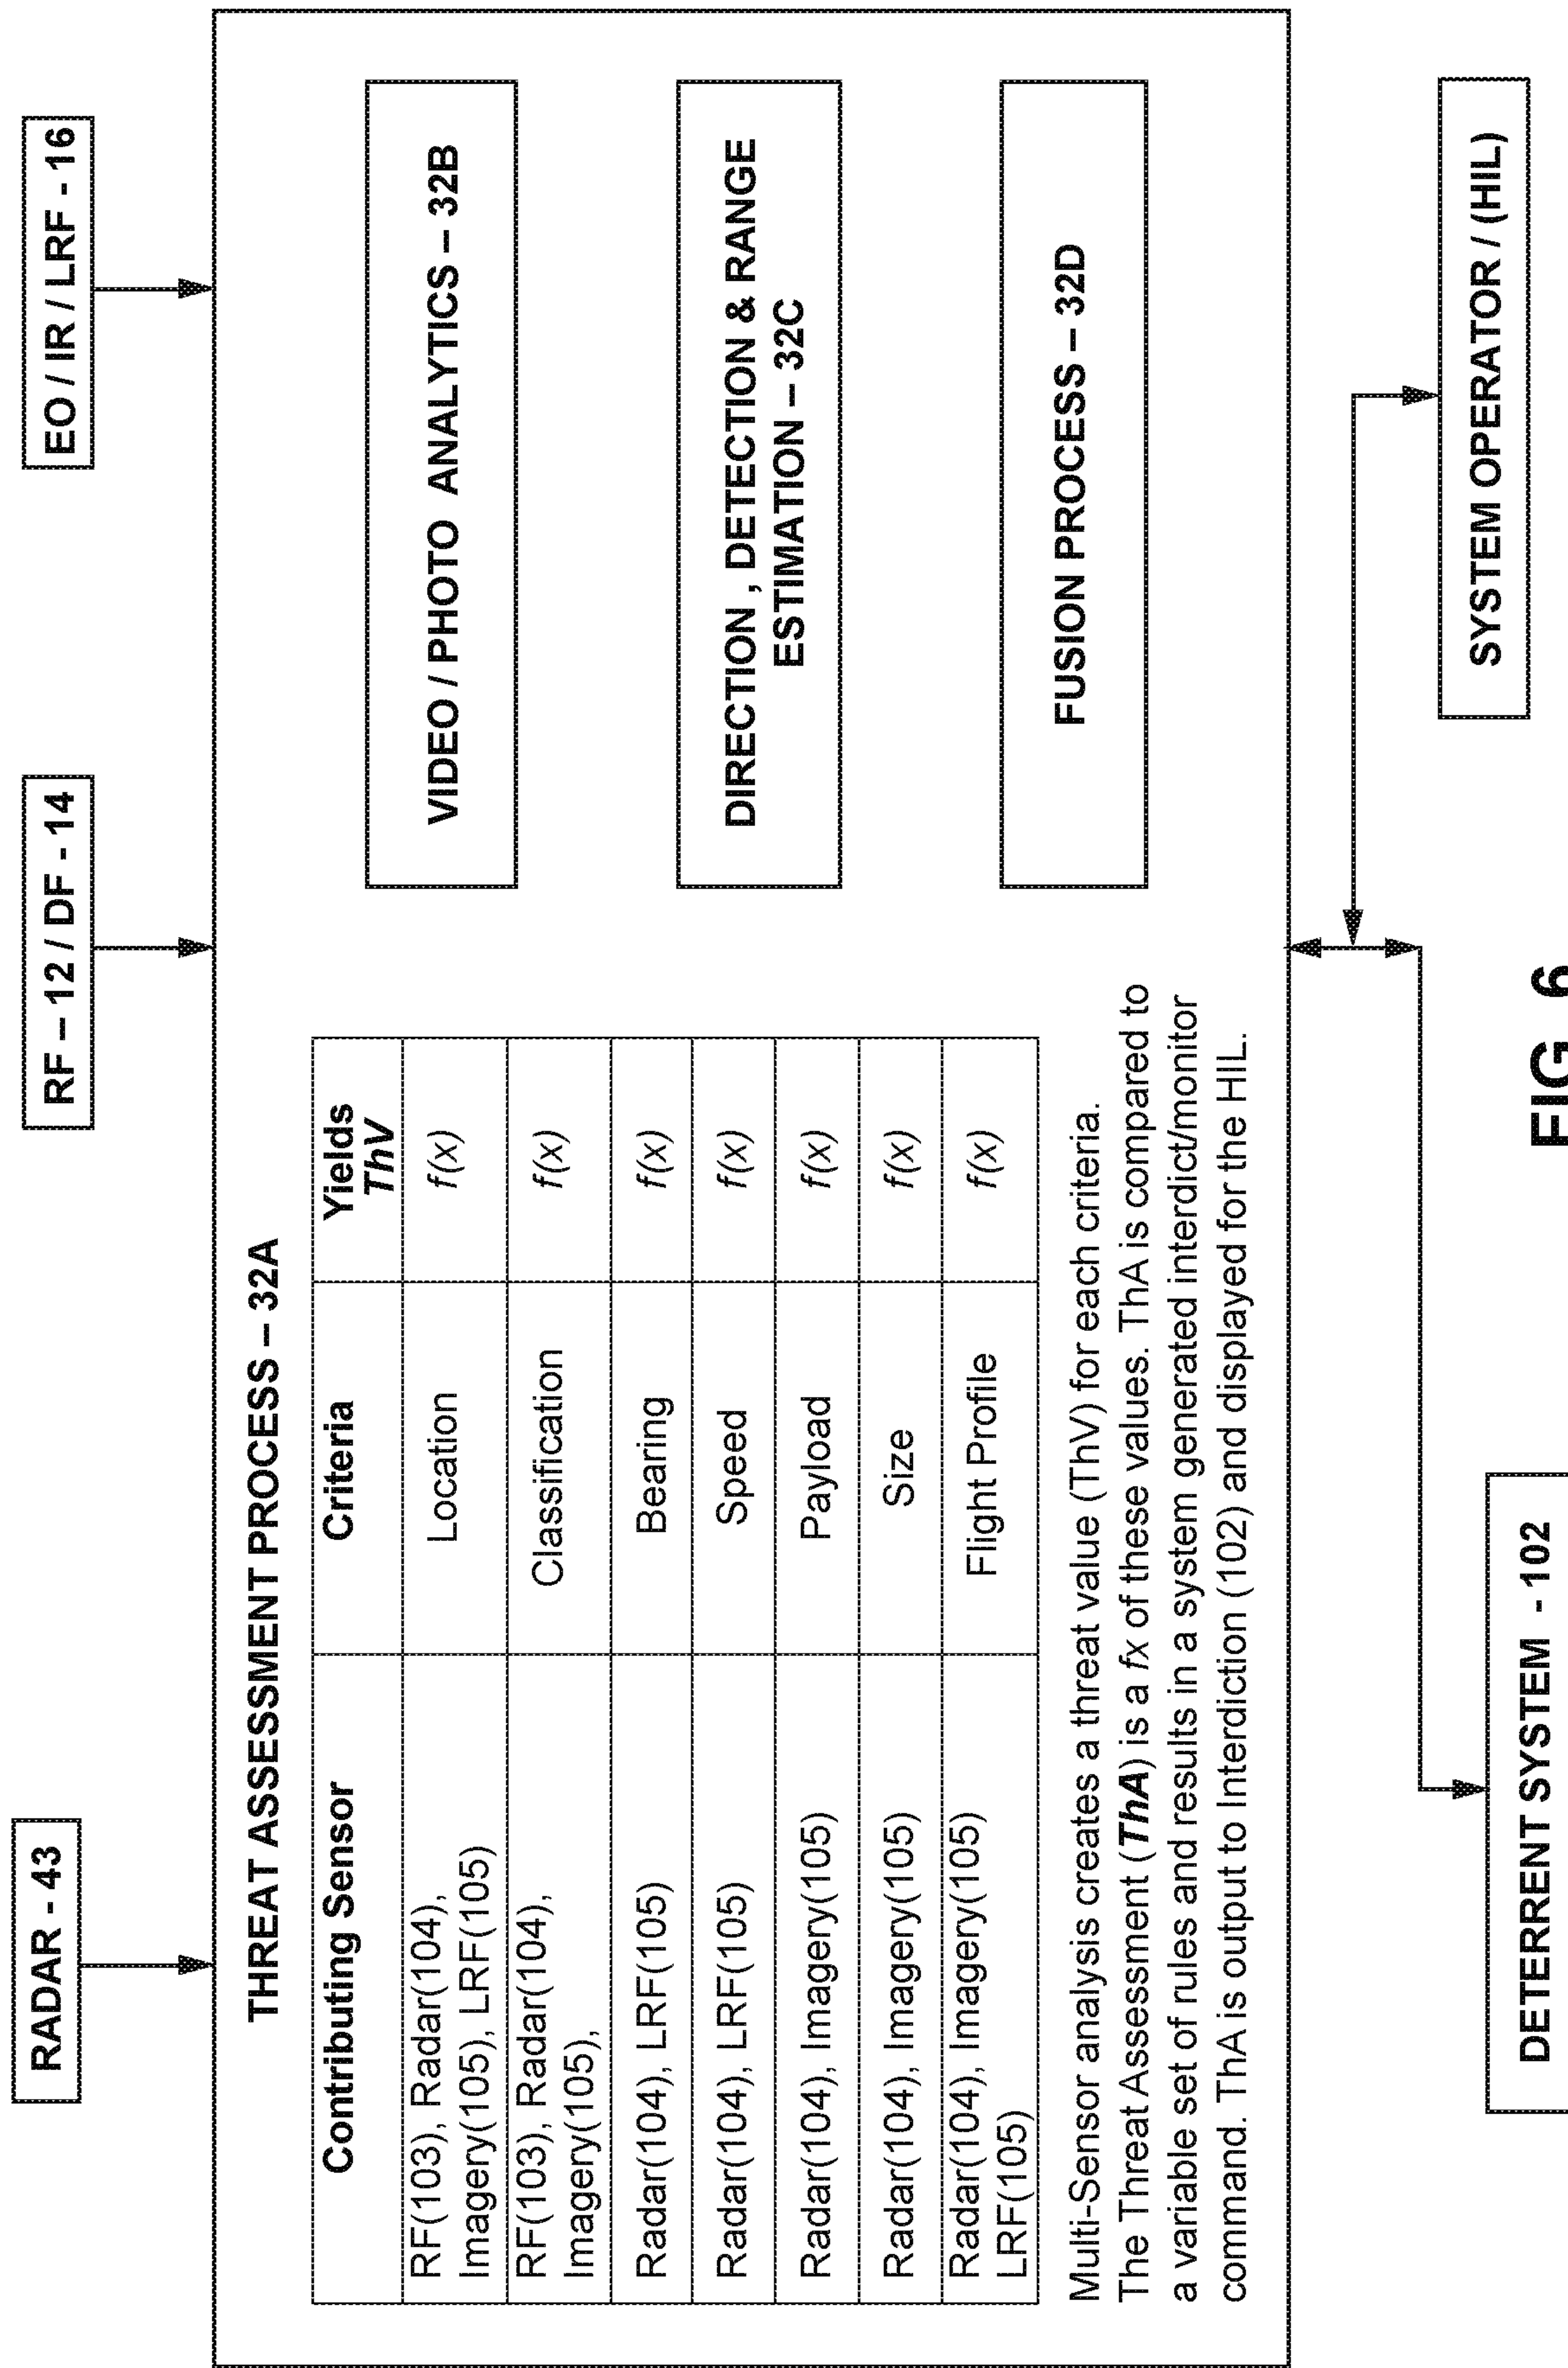 RADAR - 43
RF – 12 / DF - 14
EO / IR / LRF - 16
THREAT ASSESSMENT PROCESS – 32A
Contributing Sensor Criteria Yields
ThV
RF(103), Radar(104), Location f(x)
Imagery(105), LRF(105)
RF(103), Radar(104), Classification f(x)
Imagery(105),
Radar(104), LRF(105) Bearing f(x)
Radar(104), LRF(105) Speed f(x)
Radar(104), Imagery(105) Payload f(x)
Radar(104), Imagery(105) Size f(x)
Radar(104), Imagery(105) Flight Profile f(x)
LRF(105)
Multi-Sensor analysis creates a threat value (ThV) for each criteria.
The Threat Assessment (ThA) is a fx of these values. ThA is compared to
a variable set of rules and results in a system generated interdict/monitor
command. ThA is output to Interdiction (102) and displayed for the HIL.
VIDEO / PHOTO ANALYTICS – 32B
DIRECTION , DETECTION & RANGE
ESTIMATION – 32C
FUSION PROCESS – 32D
DETERRENT SYSTEM - 102
SYSTEM OPERATOR / (HIL)
FIG 6